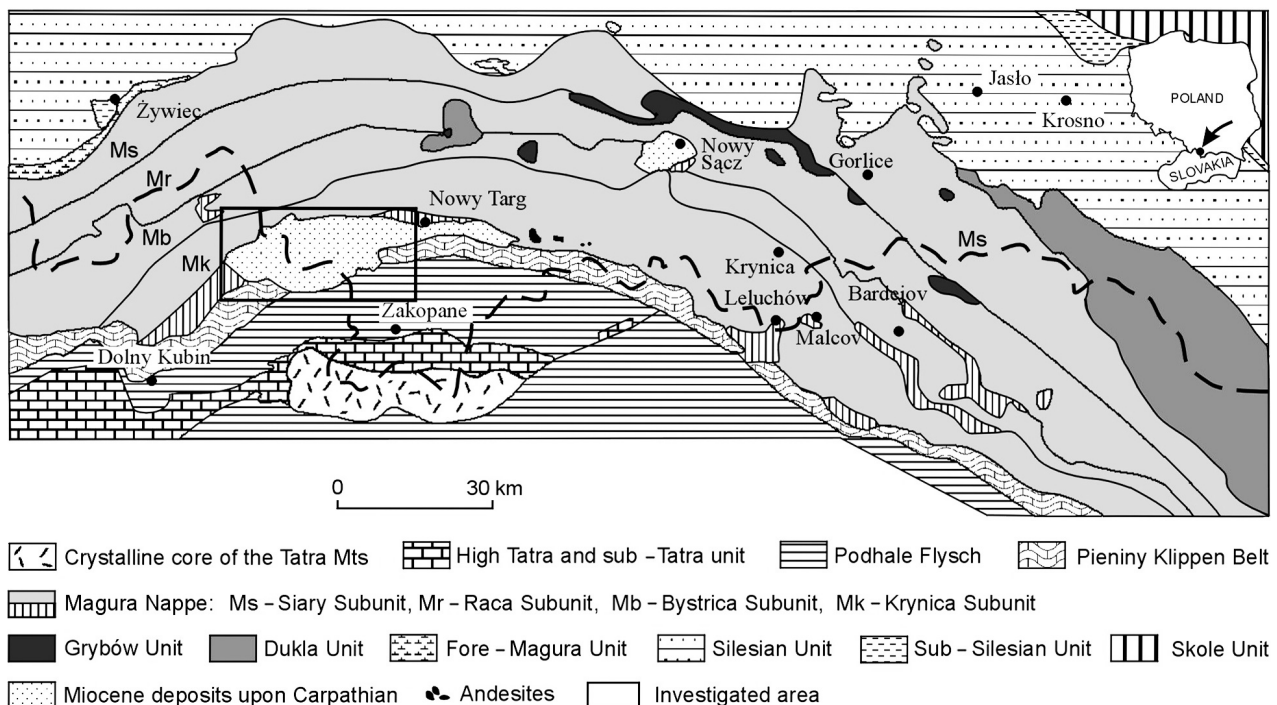 Jasło
POLAND
Żywiec
Krosno
Nowy
Sącz
Ms
Gorlice
SLOVAKIA
Mr
Nowy Targ
Mb
Ms
Mk
Krynica
Leluchów
Bardejov
Zakopane
Malcov
Dolny Kubin
0 30 km
Crystalline core of the Tatra Mts High Tatra and sub –Tatra unit Podhale Flysch Pieniny Klippen Belt
Magura Nappe: Ms –Siary Subunit, Mr – Raca Subunit, Mb – Bystrica Subunit, Mk – Krynica Subunit
Grybów Unit Dukla Unit Fore – Magura Unit Silesian Unit Sub – Silesian Unit Skole Unit
Miocene deposits upon Carpathian Andesites Investigated area